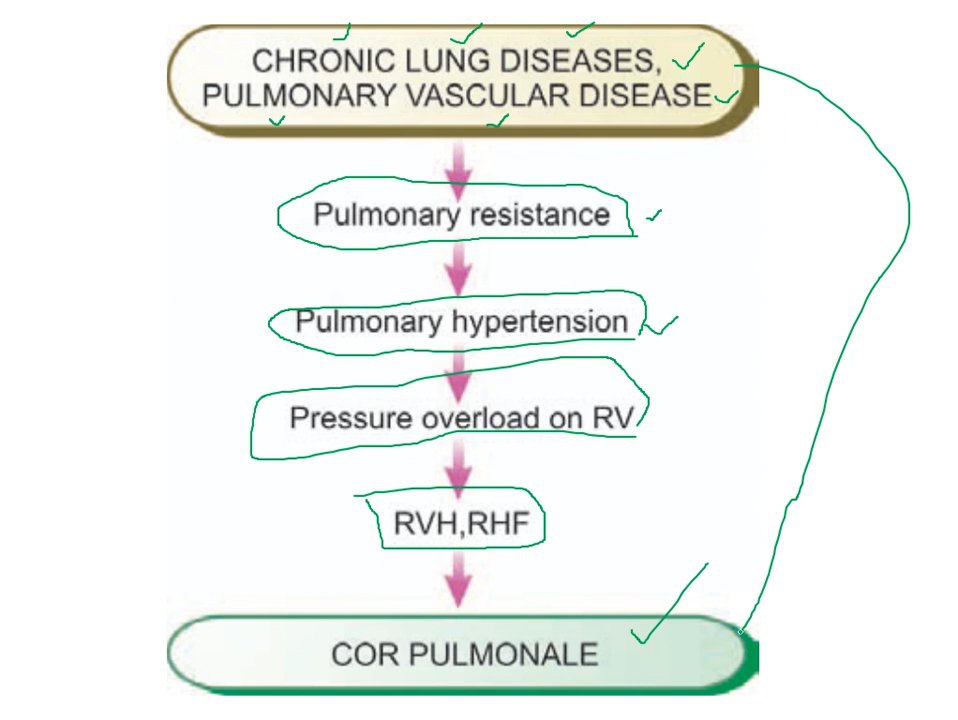 CHRONIC LUNG DISEASES,
PULMONARY VASCULAR DISEASE
Pulmonary resistance
Pulmonary hypertension
Pressure overload on RV
RVH,RHF
COR PULMONALE